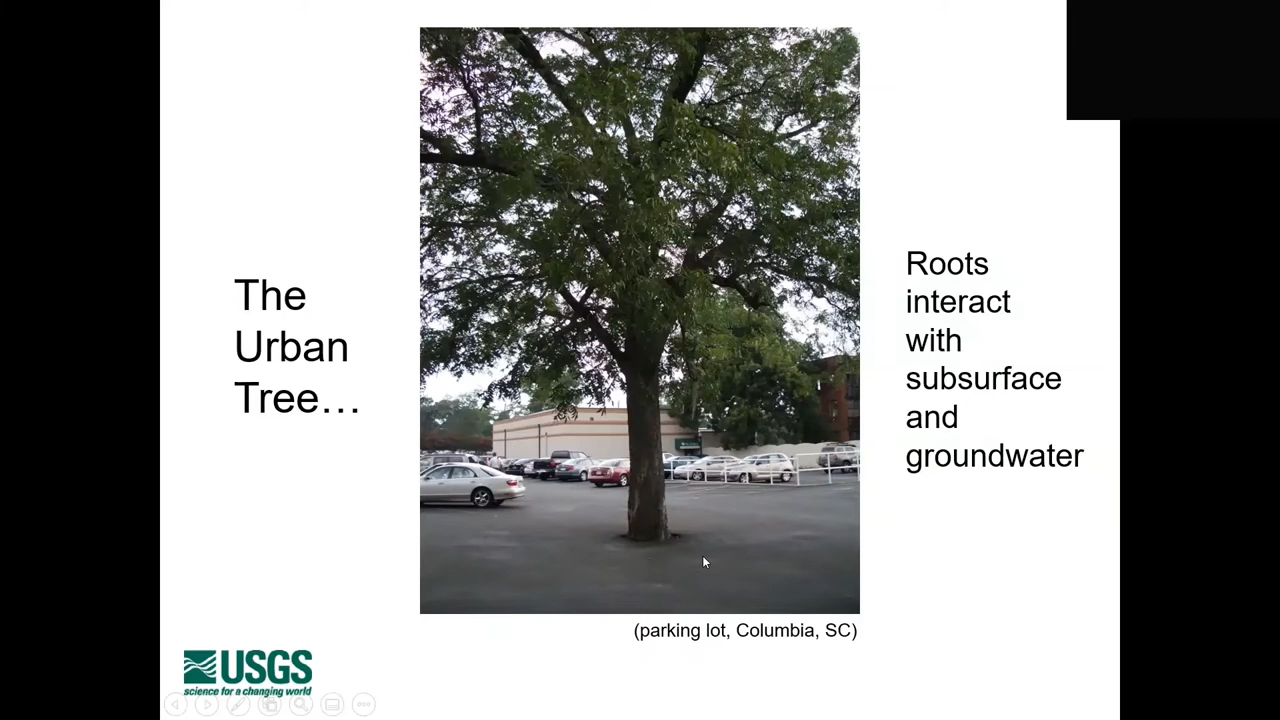 The
Urban
Tree…
Roots
interact
with
subsurface
and
groundwater
(parking lot, Columbia, SC)
USGS
science for a changing world